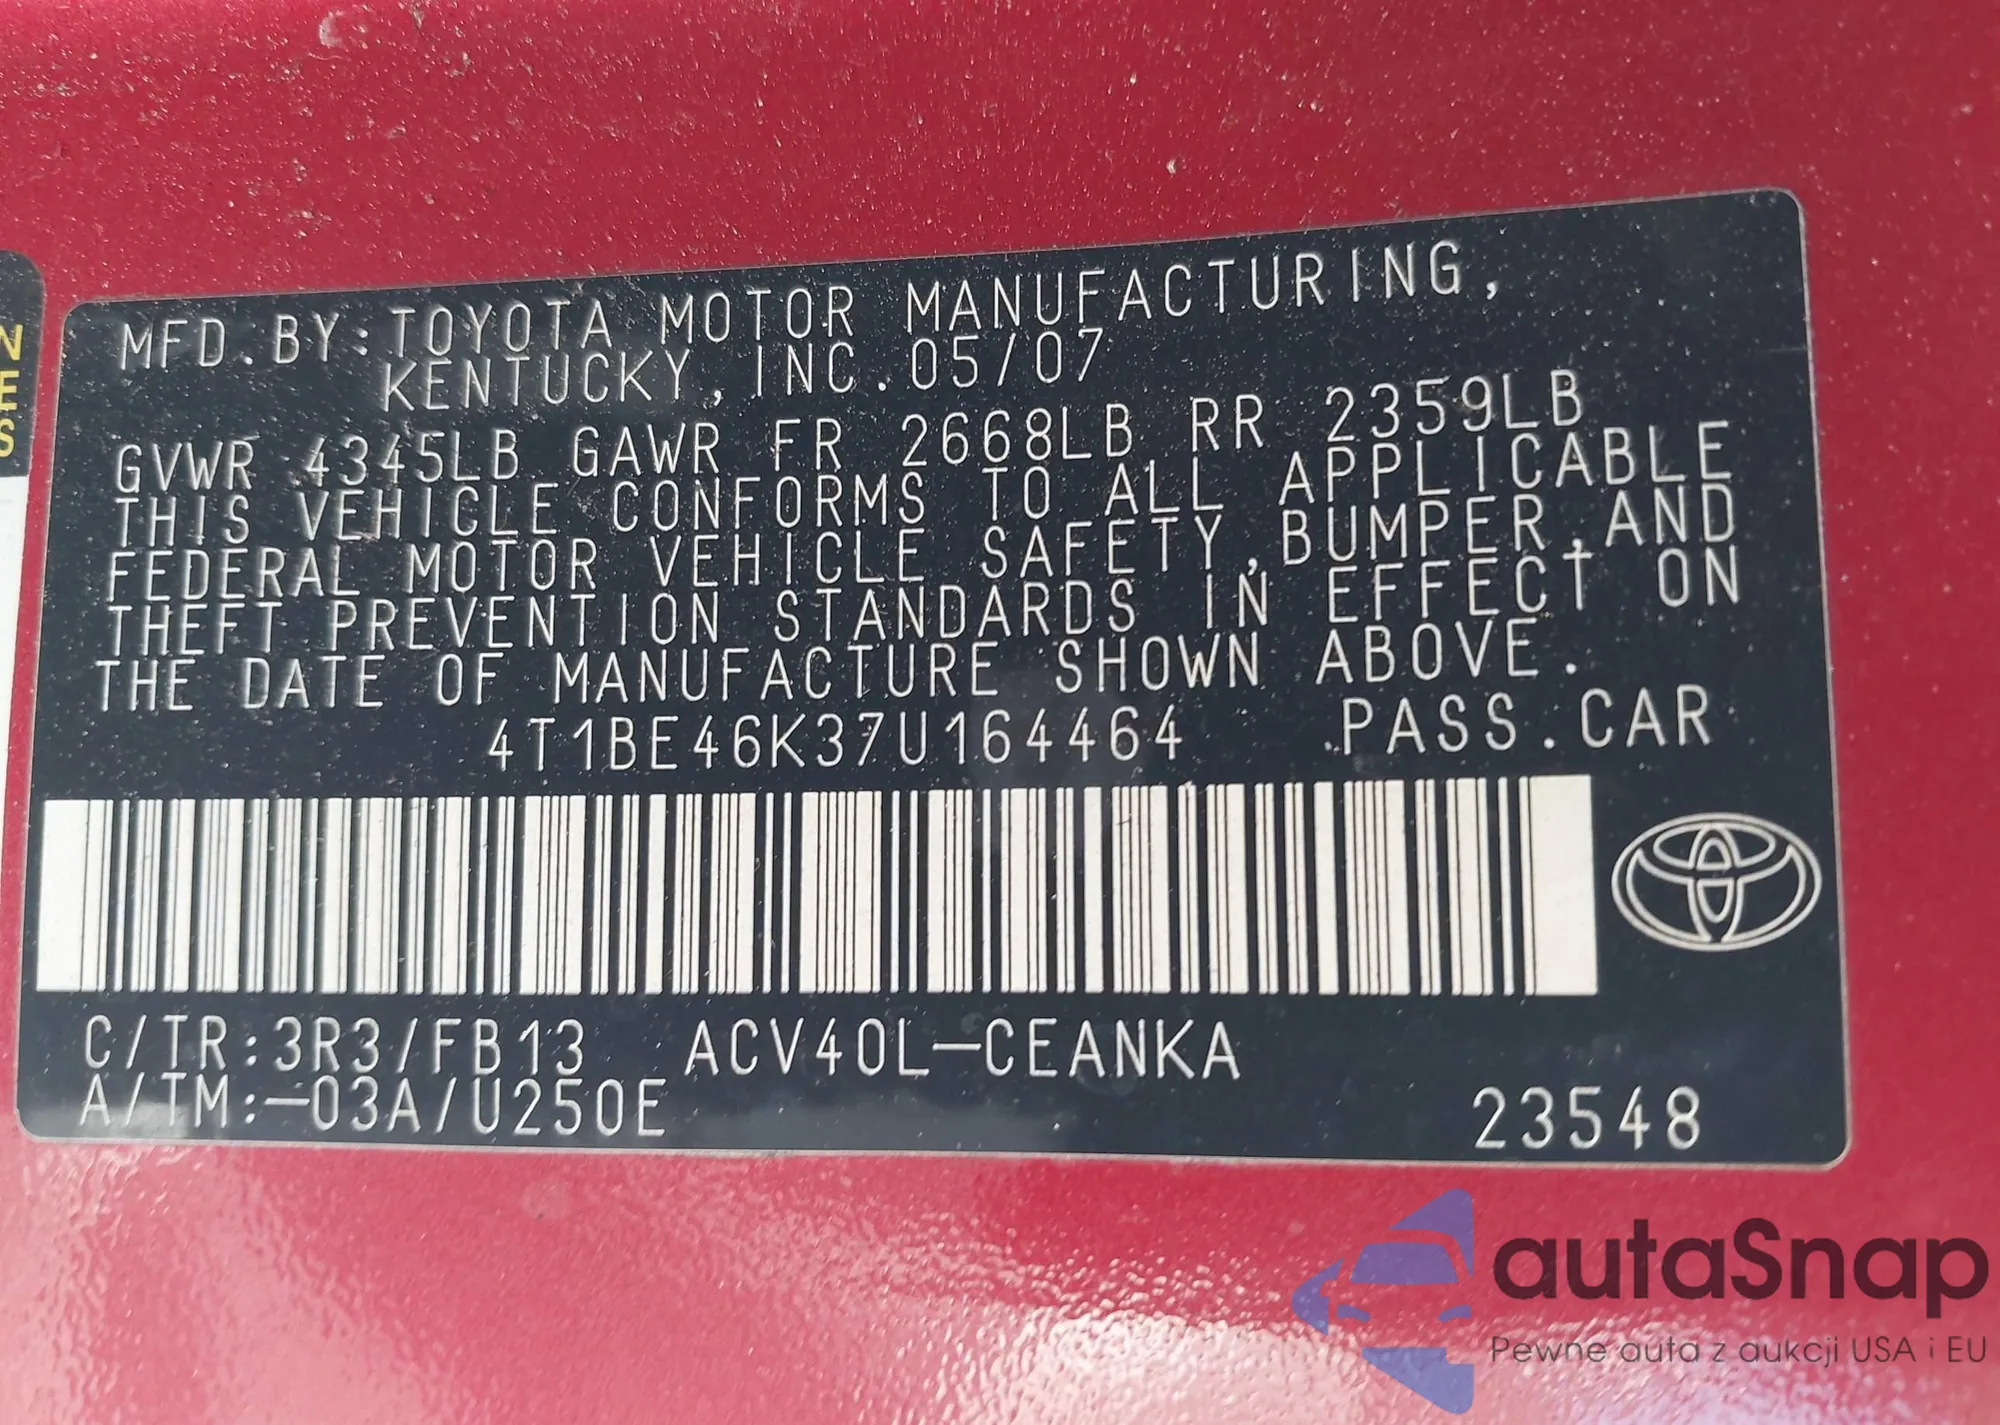 N
E
S
MFD.BY:TOYOTA MOTOR MANUFACTURING,
KENTUCKY, INC.05/07
GVWR 4345LB GAWR FR 2668LB RR 2359LB
THIS VEHICLE CONFORMS TO ALL APPLICABLE
FEDERAL MOTOR VEHICLE SAFETY,BUMPER,AND
THEFT PREVENTION STANDARDS IN EFFECT ON
THE DATE OF MANUFACTURE SHOWN ABOVE.
4T1BE46K37U164464 PASS.CAR
C/TR:3R3/FB13 ACV40L-CEANKA
A/TM:-03A/U250E 23548
autaSnap
Pewne auta z aukcji USA i EU